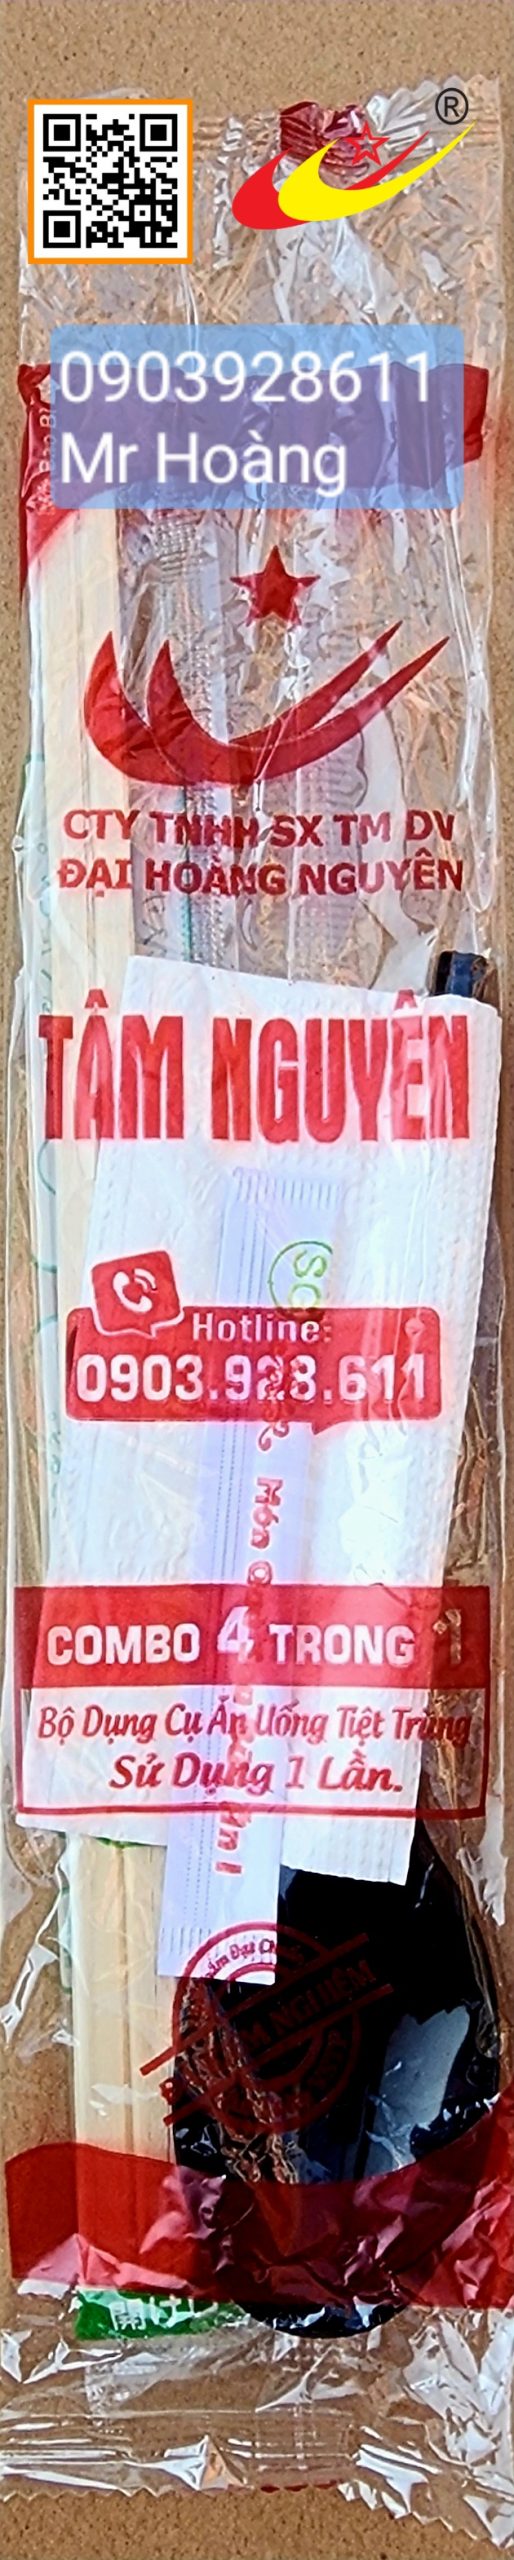 ®
0903928611
Mr Hoàng
CTY TNHH SX TM DV
ĐẠI HOÀNG NGUYÊN
TÂM NGUYÊN
Hotline:
0903.928.611
COMBO 4 TRONG 1
Bộ Dụng Cụ Ăn Uống Tiệt Trùng
Sử Dụng 1 Lần.